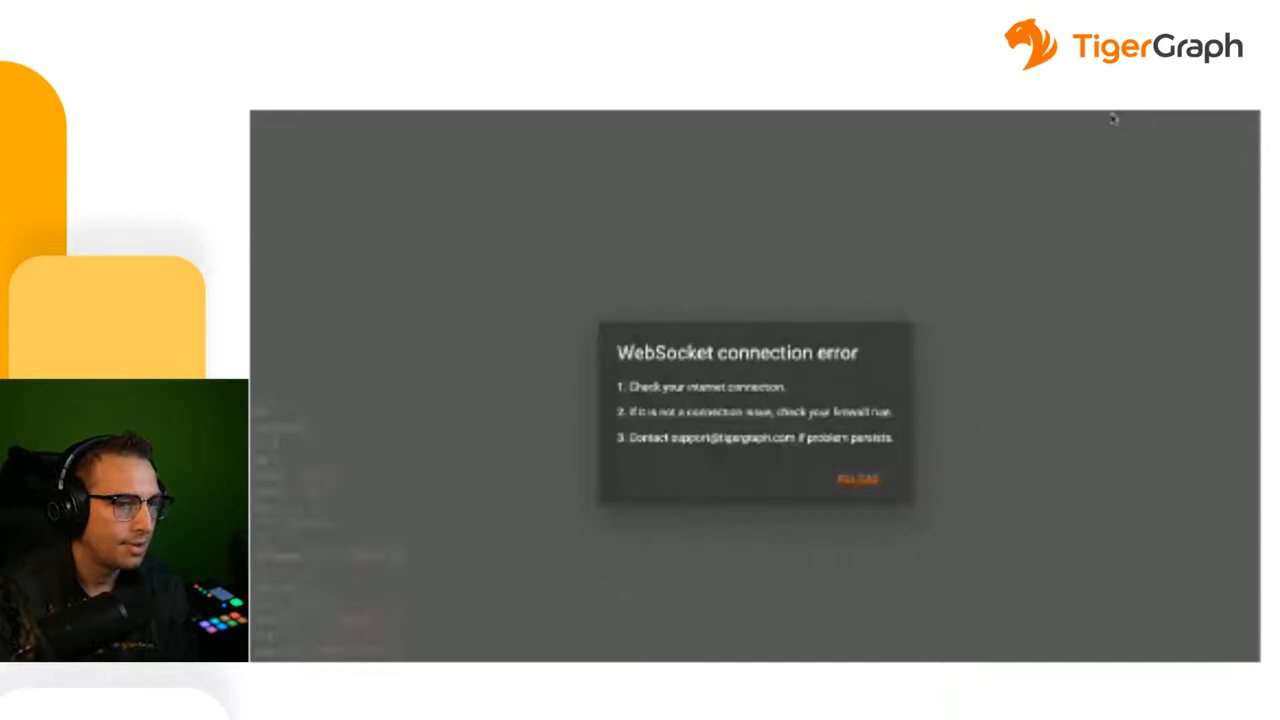 TigerGraph
WebSocket connection error
1. Check your internet connection.
2. If it is not a connection issue, check your firewall rule.
3. Contact support@tigergraph.com if problem persists.
RELOAD